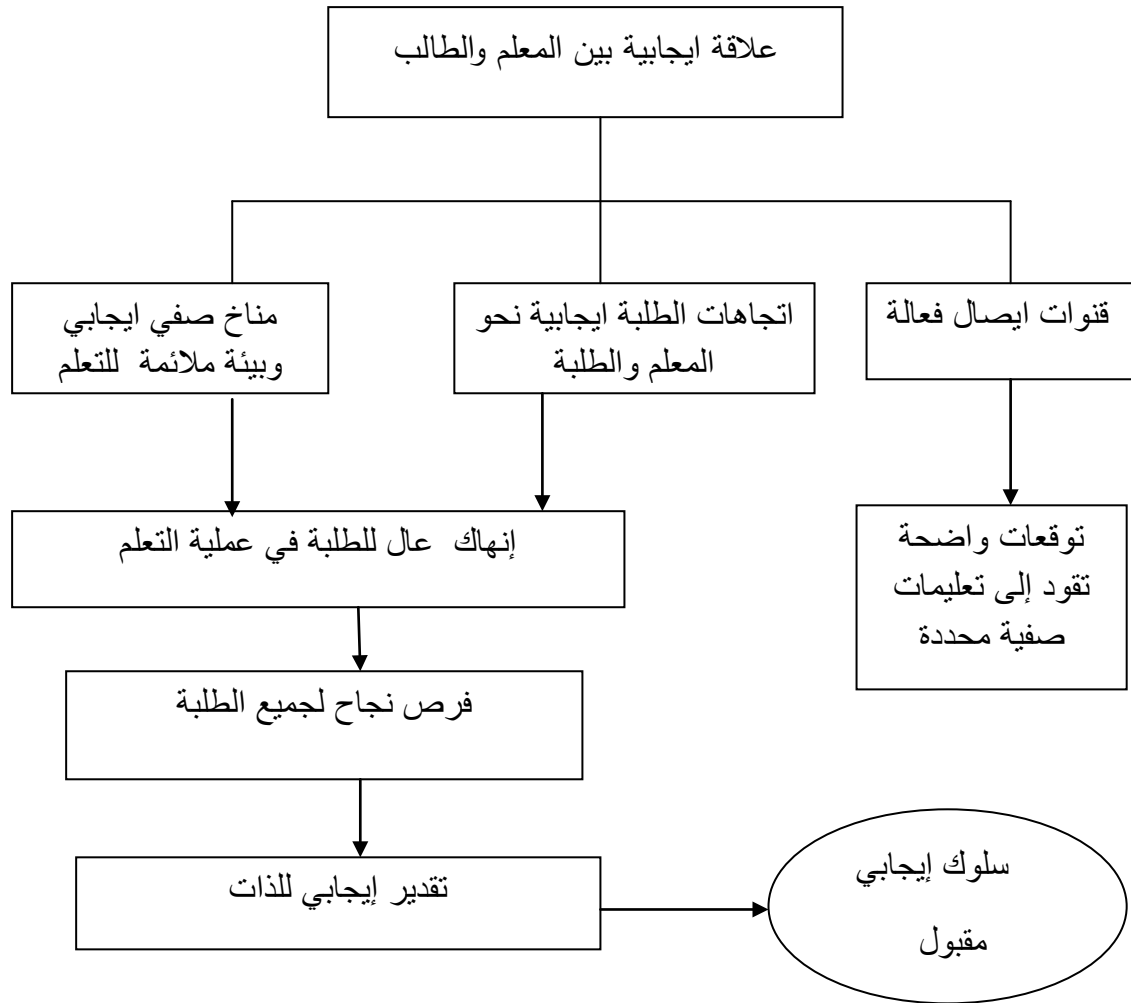 علاقة ايجابية بين المعلم والطالب
قنوات ايصال فعالة
اتجاهات الطلبة ايجابية نحو
المعلم والطلبة
مناخ صفي ايجابي
وبيئة ملائمة للتعلم
توقعات واضحة
تقود إلى تعليمات
صفية محددة
إنهاك عال للطلبة في عملية التعلم
فرص نجاح لجميع الطلبة
تقدير إيجابي للذات
سلوك إيجابي
مقبول